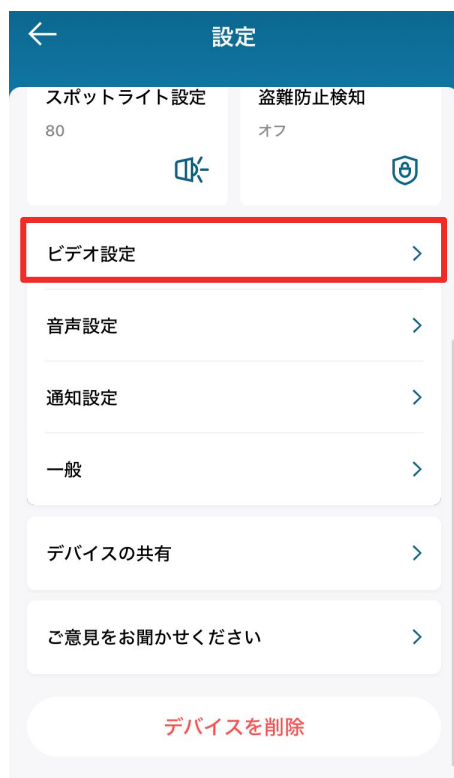 設定
スポットライト設定
80
盗難防止検知
オフ
ビデオ設定
音声設定
通知設定
一般
デバイスの共有
ご意見をお聞かせください
デバイスを削除